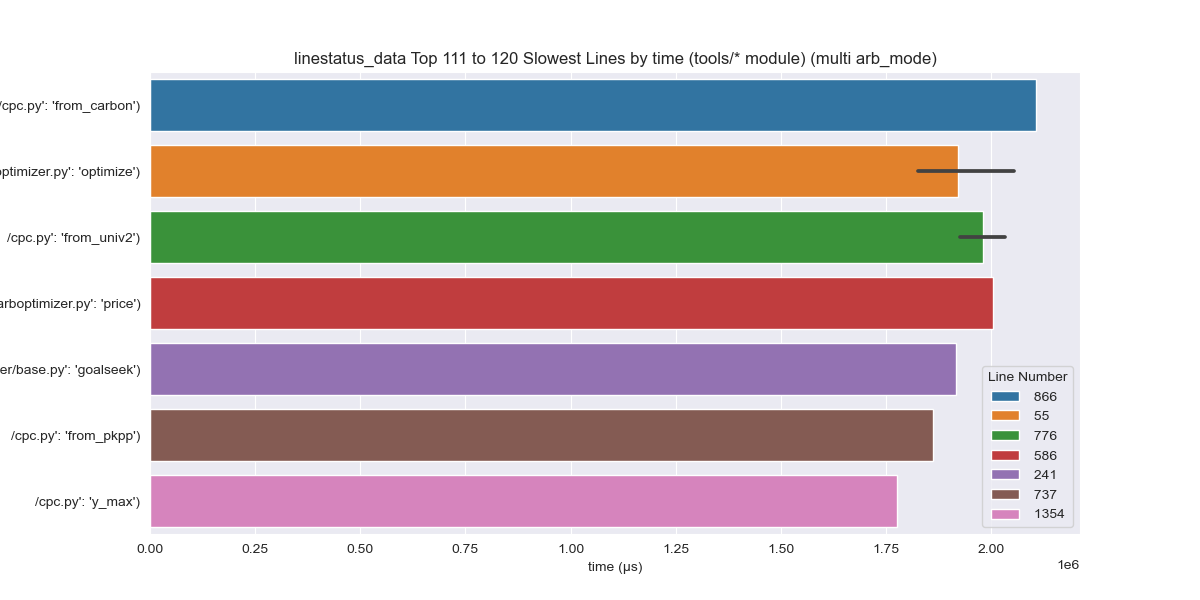 linestatus_data Top 111 to 120 Slowest Lines by time (tools/* module) (multi arb_mode)
/cpc.py': 'from_carbon')
optimizer.py': 'optimize')
/cpc.py': 'from_univ2')
arboptimizer.py': 'price')
er/base.py': 'goalseek')
/cpc.py': 'from_pkpp')
/cpc.py': 'y_max')
Line Number
866
55
776
586
241
737
1354
0.00 0.25 0.50 0.75 1.00 1.25 1.50 1.75 2.00
1e6
time (μs)